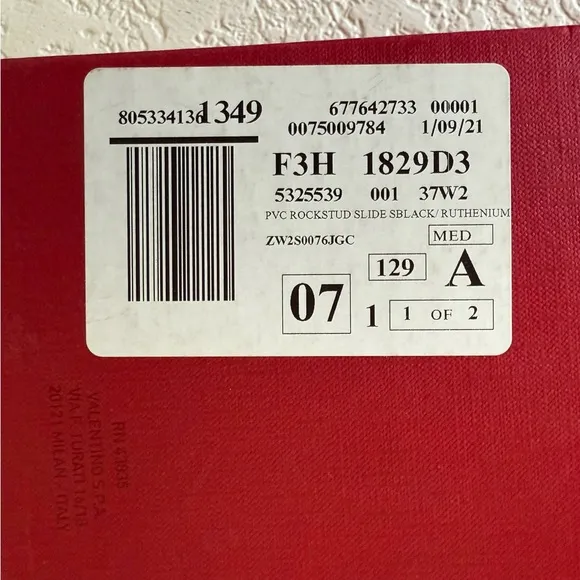 805334136 1349
677642733 00001
0075009784 1/09/21
F3H 1829D3
5325539 001 37W2
PVC ROCKSTUD SLIDE SBLACK/ RUTHENIUM
ZW2S0076JGC
MED
129 A
07 1 1 OF 2
VALENTINO S.P.A.
VIA F. TURATI 16/18
20121 MILAN - ITALY